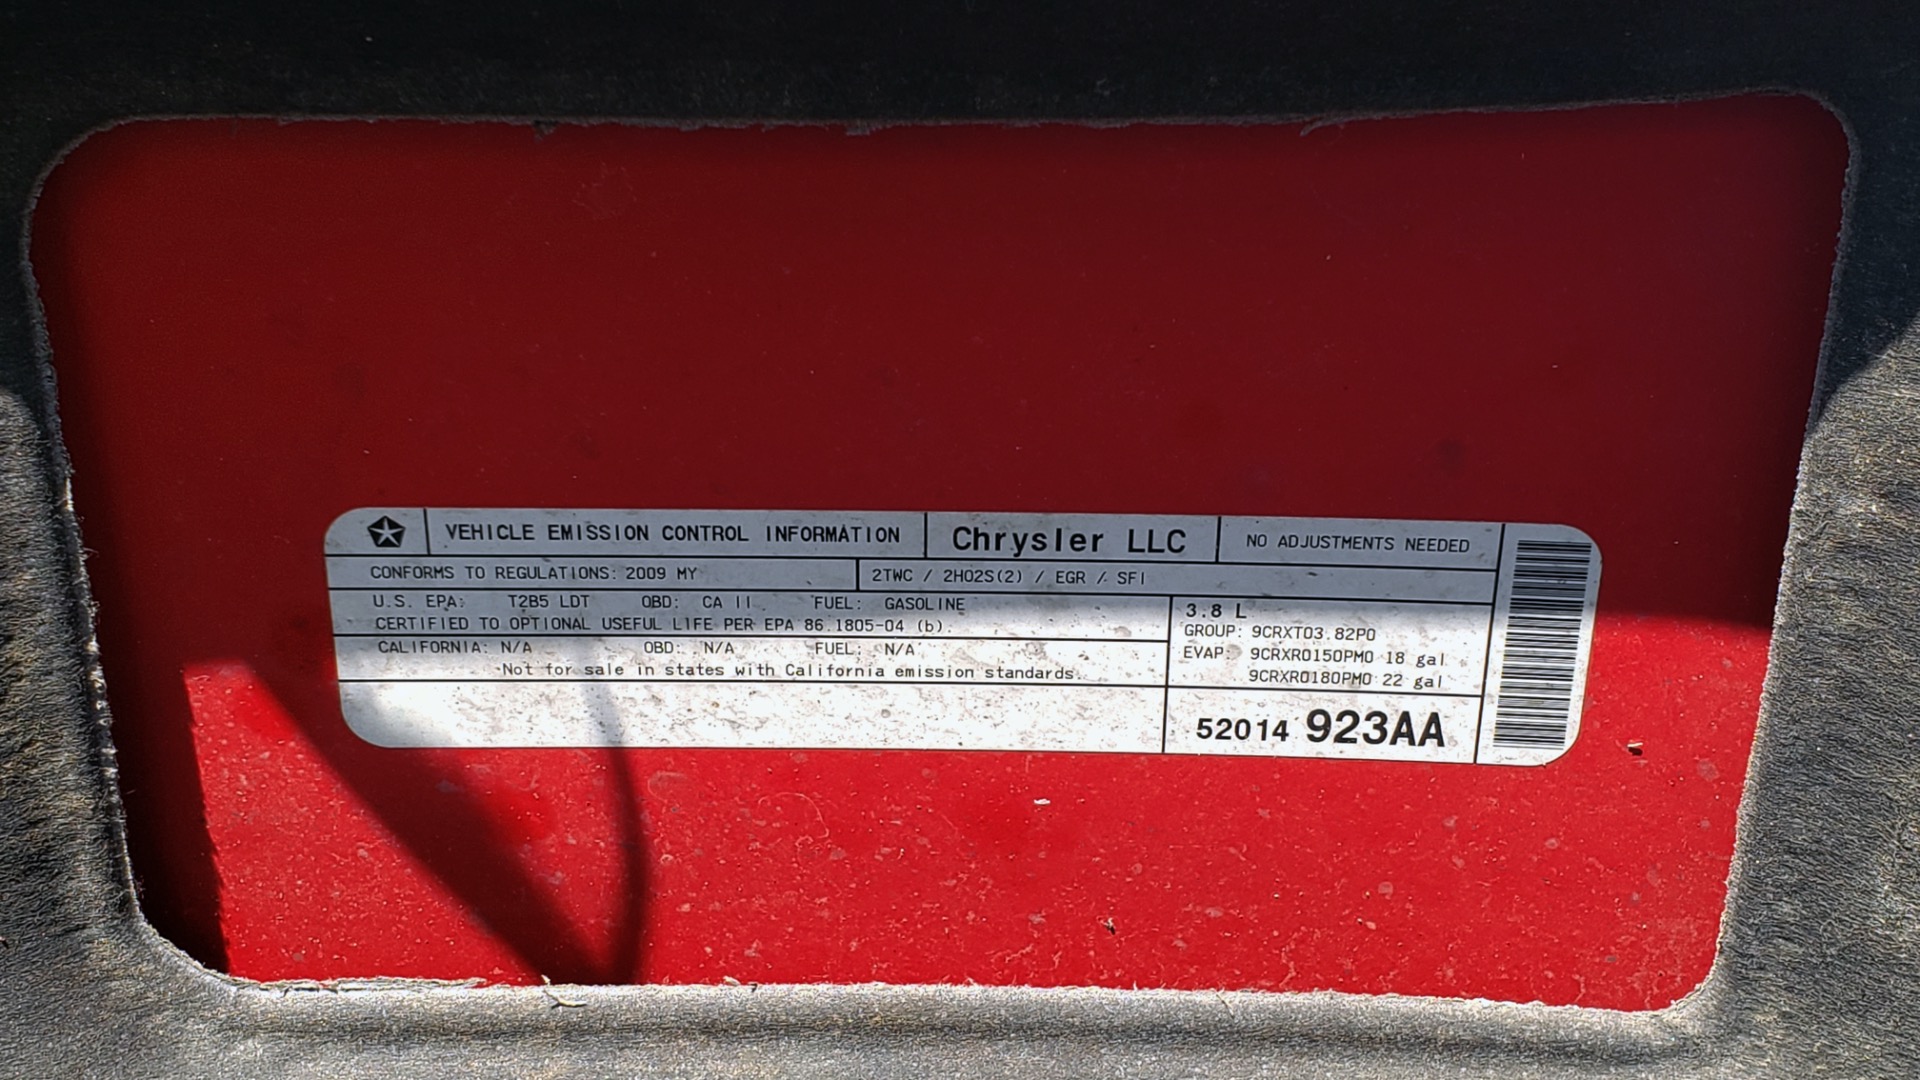 VEHICLE EMISSION CONTROL INFORMATION
Chrysler LLC
NO ADJUSTMENTS NEEDED
CONFORMS TO REGULATIONS: 2009 MY
2TWC / 2HO2S(2) / EGR / SFI
U.S. EPA: T2B5 LDT OBD: CA II FUEL: GASOLINE
CERTIFIED TO OPTIONAL USEFUL LIFE PER EPA 86.1805-04 (b).
CALIFORNIA: N/A OBD: N/A FUEL: N/A
Not for sale in states with California emission standards.
3.8 L
GROUP: 9CRXT03.82P0
EVAP: 9CRXR0150PM0 18 gal
9CRXR0180PM0 22 gal
52014 923AA